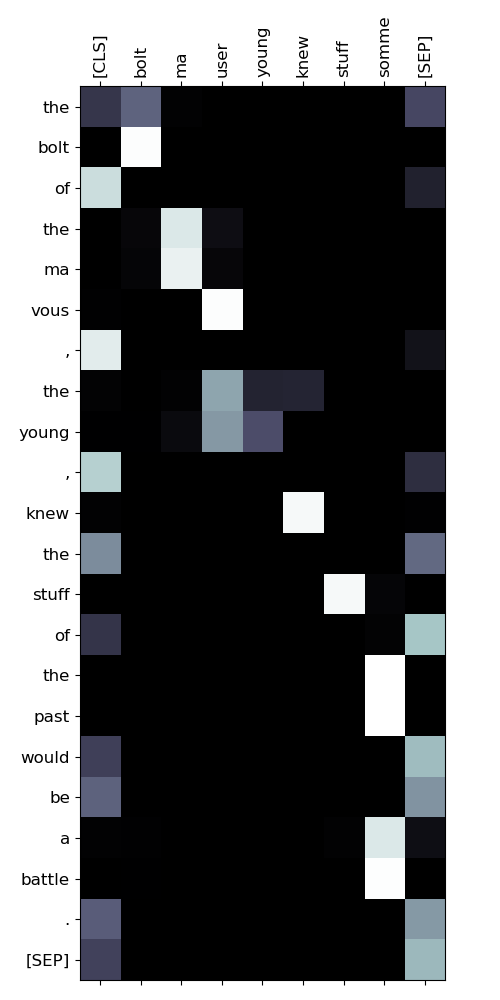 [CLS] bolt ma user young knew stuff somme [SEP]
the
bolt
of
the
ma
vous
,
the
young
,
knew
the
stuff
of
the
past
would
be
a
battle
.
[SEP]